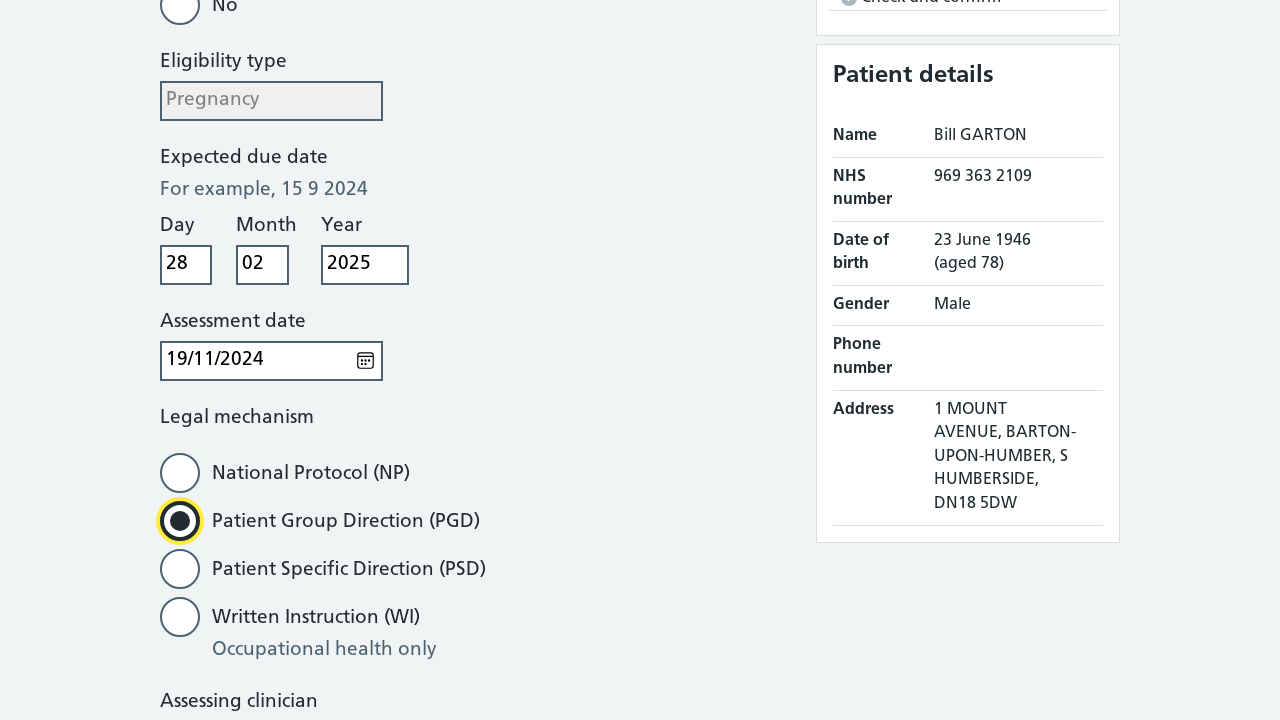 No
Eligibility type
Pregnancy
Expected due date
For example, 15 9 2024
Day Month Year
28 02 2025
Assessment date
19/11/2024
Legal mechanism
National Protocol (NP)
Patient Group Direction (PGD)
Patient Specific Direction (PSD)
Written Instruction (WI)
Occupational health only
Assessing clinician
Check and confirm
Patient details
Name Bill GARTON
NHS number 969 363 2109
Date of birth 23 June 1946 (aged 78)
Gender Male
Phone number
Address 1 MOUNT
AVENUE, BARTON-
UPON-HUMBER, S
HUMBERSIDE,
DN18 5DW